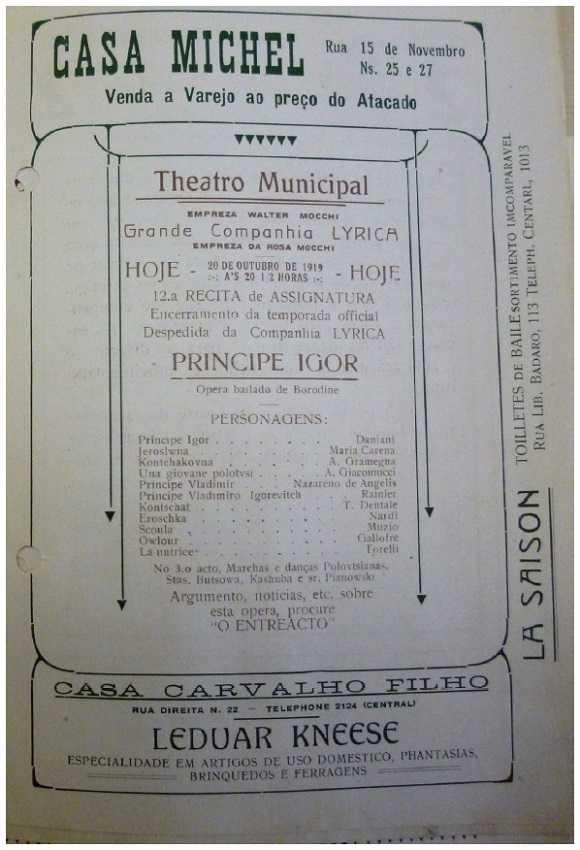 CASA MICHEL
Rua 15 de Novembro
Ns. 25 e 27
Venda a Varejo ao preço do Atacado
Theatro Municipal
EMPREZA WALTER MOCCHI
Grande Companhia LYRICA
EMPREZA DA ROSA MOCCHI
HOJE - 20 DE OUTUBRO DE 1919 - HOJE
:-: A'S 20 1 2 HORAS :-:
12.a RECITA de ASSIGNATURA
Encerramento da temporada official
Despedida da Companhia LYRICA
PRINCIPE IGOR
Opera bailado de Borodine
PERSONAGENS:
Principe Igor . . . . . . Daniani
Jeroslwna . . . . . . Maria Carena
Kontchakovna . . . . . A. Gramegna
Una giovane polotvsi . . . . A. Giacomucci
Principe Vladimir . . . Nazareno de Angelis
Principe Vladimiro Igorevitch . . . Rainier
Kontschat . . . . . . T. Dentale
Eroschka . . . . . . Nardi
Scoula . . . . . . Muzio
Owlour . . . . . . Gallofre
La nutrice . . . . . . Torelli
No 3.o acto, Marchas e danças Polovtsianas.
Stas. Butsowa, Kashuba e sr. Pianowski
Argumento, noticias, etc. sobre
esta opera, procure
"O ENTREACTO"
LA SAISON
TOILLETES DE BAILE SORTIMENTO IMCOMPARAVEL
RUA LIB. BADARO, 113 TELEPH. CENTARL, 1013
CASA CARVALHO FILHO
RUA DIREITA N. 22 — TELEPHONE 2124 (CENTRAL)
LEDUAR KNEESE
ESPECIALIDADE EM ARTIGOS DE USO DOMESTICO, PHANTASIAS,
BRINQUEDOS E FERRAGENS